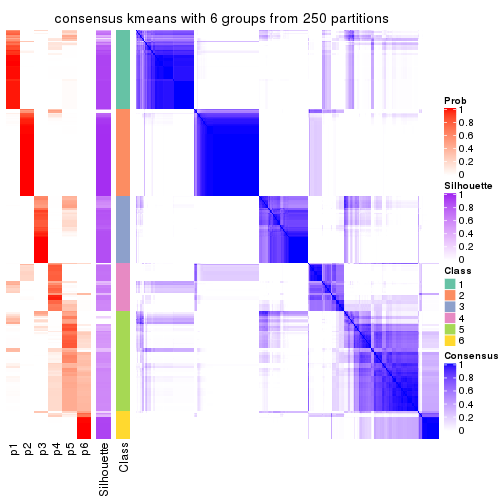 consensus kmeans with 6 groups from 250 partitions
Prob
1
0.8
0.6
0.4
0.2
0
Silhouette
1
0.8
0.6
0.4
0.2
0
Class
1
2
3
4
5
6
Consensus
1
0.8
0.6
0.4
0.2
0
p1
p2
p3
p4
p5
p6
Silhouette
Class